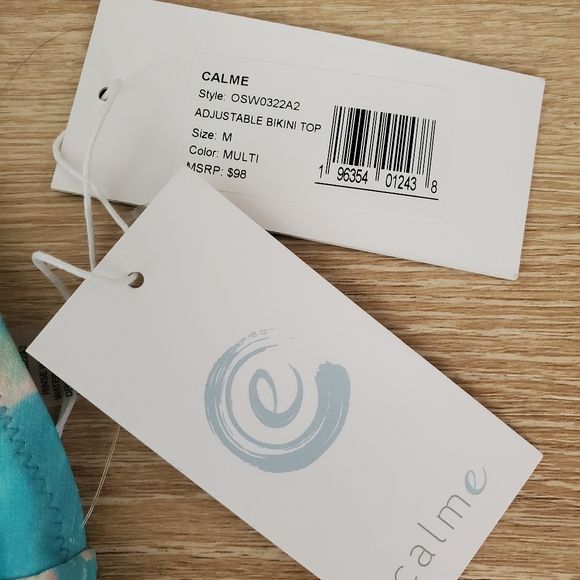 CALME
Style: OSW0322A2
ADJUSTABLE BIKINI TOP
Size: M
Color: MULTI
MSRP: $98
1 96354 01243 8
e
calme